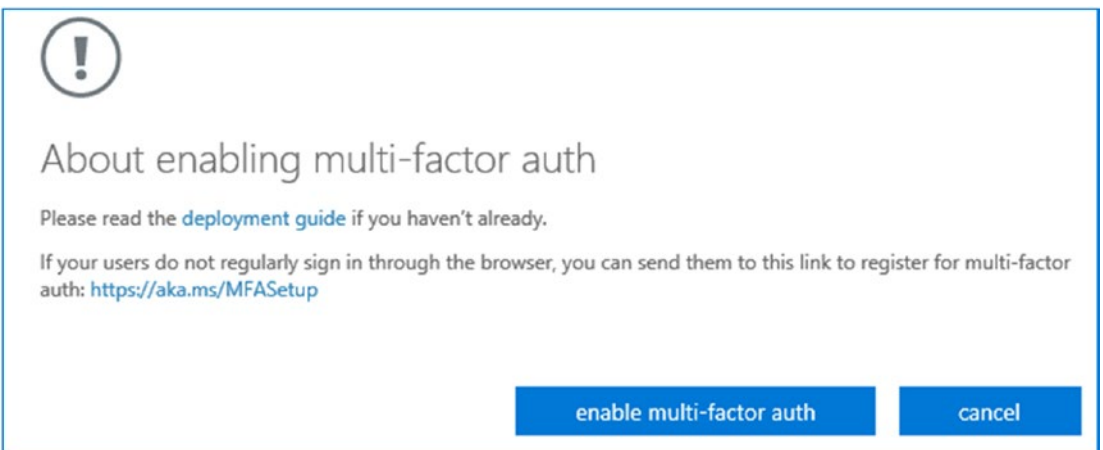 About enabling multi-factor auth
Please read the deployment guide if you haven't already.
If your users do not regularly sign in through the browser, you can send them to this link to register for multi-factor
auth: https://aka.ms/MFASetup
enable multi-factor auth
cancel